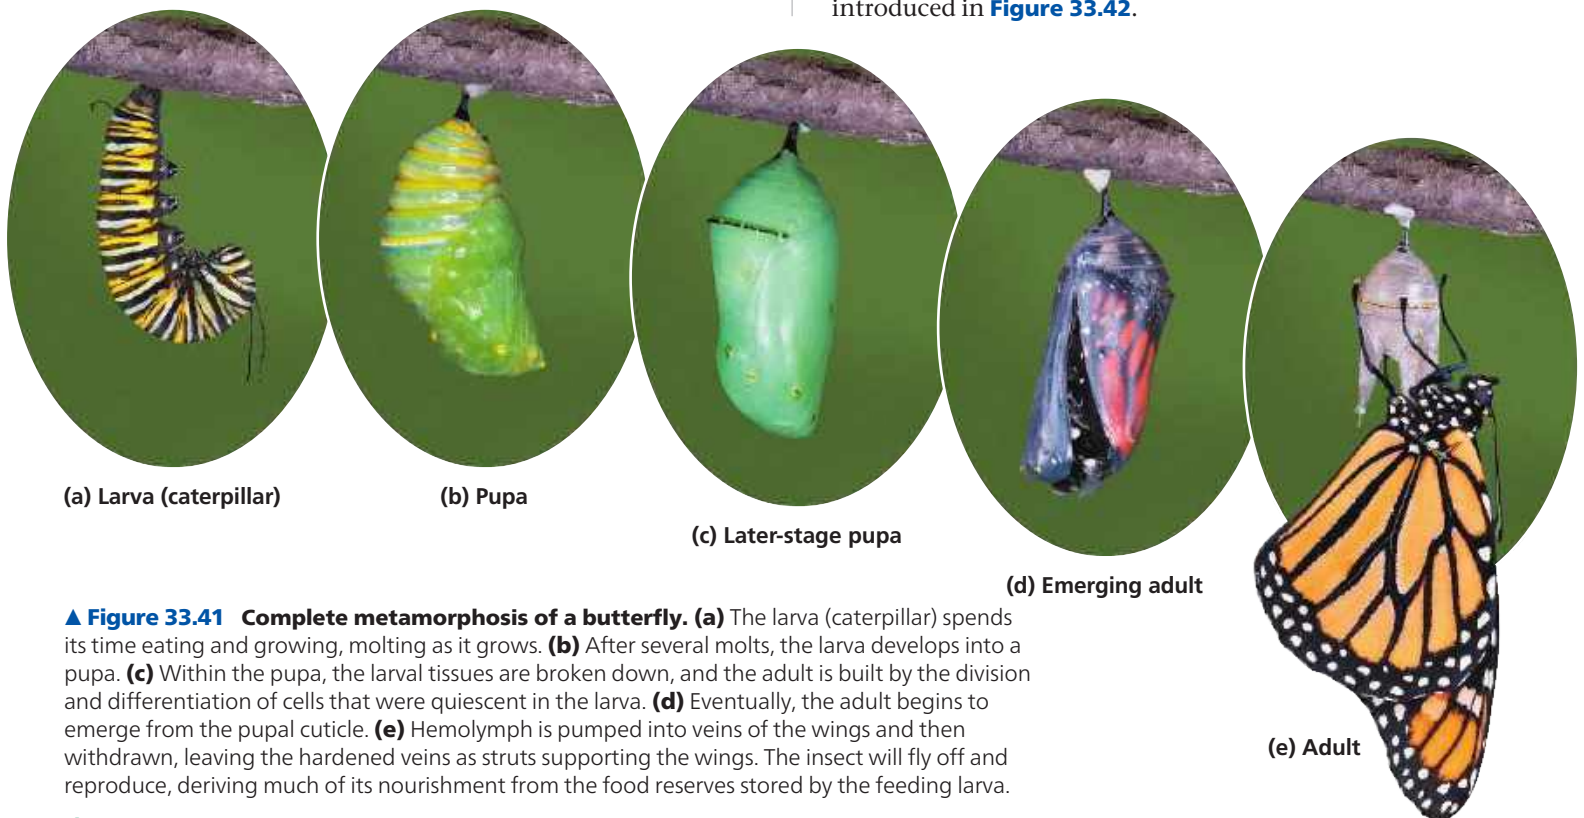 introduced in Figure 33.42.
(a) Larva (caterpillar)
(b) Pupa
(c) Later-stage pupa
(d) Emerging adult
(e) Adult
▲ Figure 33.41 Complete metamorphosis of a butterfly. (a) The larva (caterpillar) spends
its time eating and growing, molting as it grows. (b) After several molts, the larva develops into a
pupa. (c) Within the pupa, the larval tissues are broken down, and the adult is built by the division
and differentiation of cells that were quiescent in the larva. (d) Eventually, the adult begins to
emerge from the pupal cuticle. (e) Hemolymph is pumped into veins of the wings and then
withdrawn, leaving the hardened veins as struts supporting the wings. The insect will fly off and
reproduce, deriving much of its nourishment from the food reserves stored by the feeding larva.